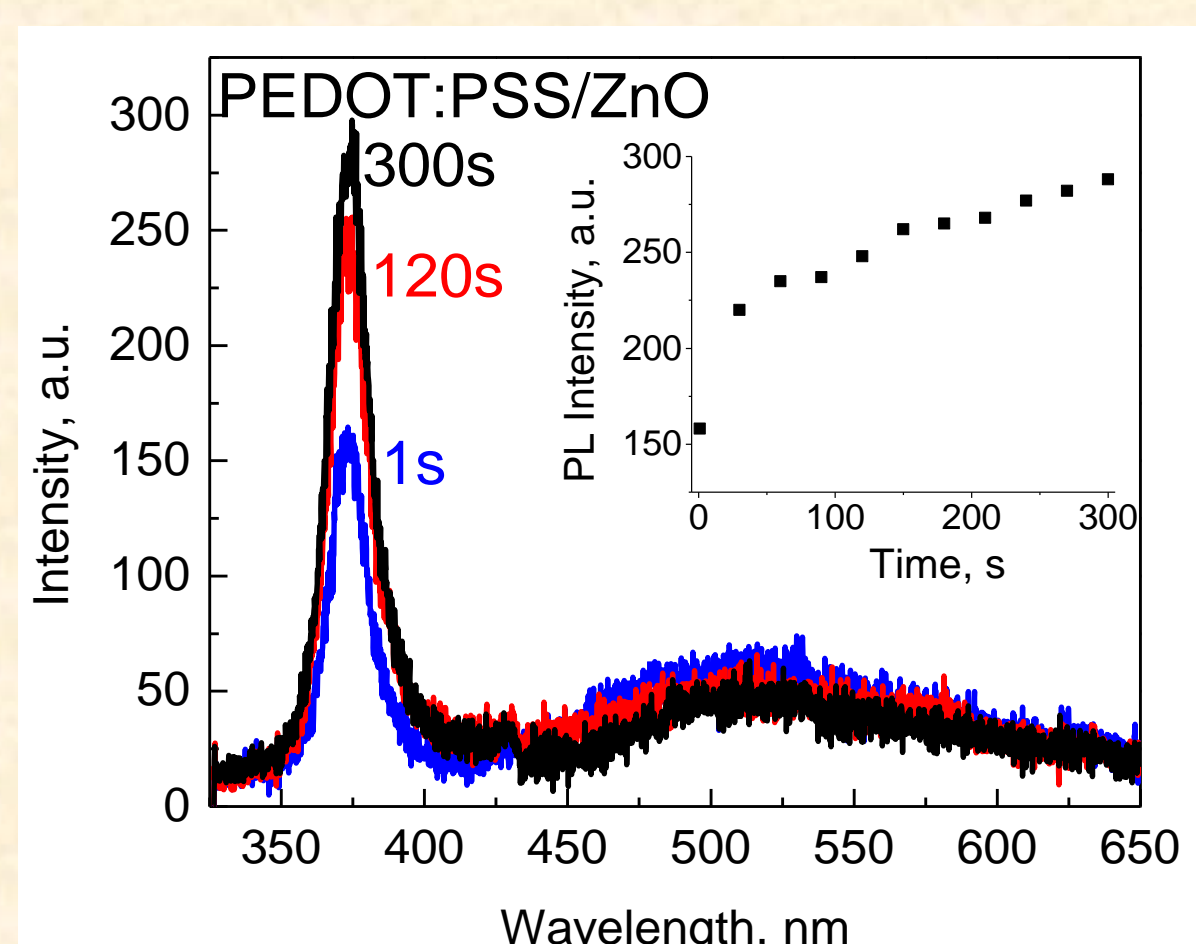 PEDOT:PSS/ZnO
300s
120s
1s
Intensity, a.u.
300
250
200
150
100
50
0
350 400 450 500 550 600 650
Wavelength, nm
PL Intensity, a.u.
300
250
200
150
0 100 200 300
Time, s